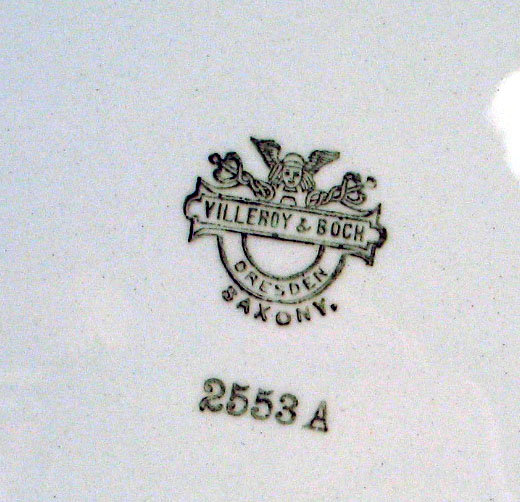 VILLEROY & BOCH
DRESDEN
SAXONY.
2553 A